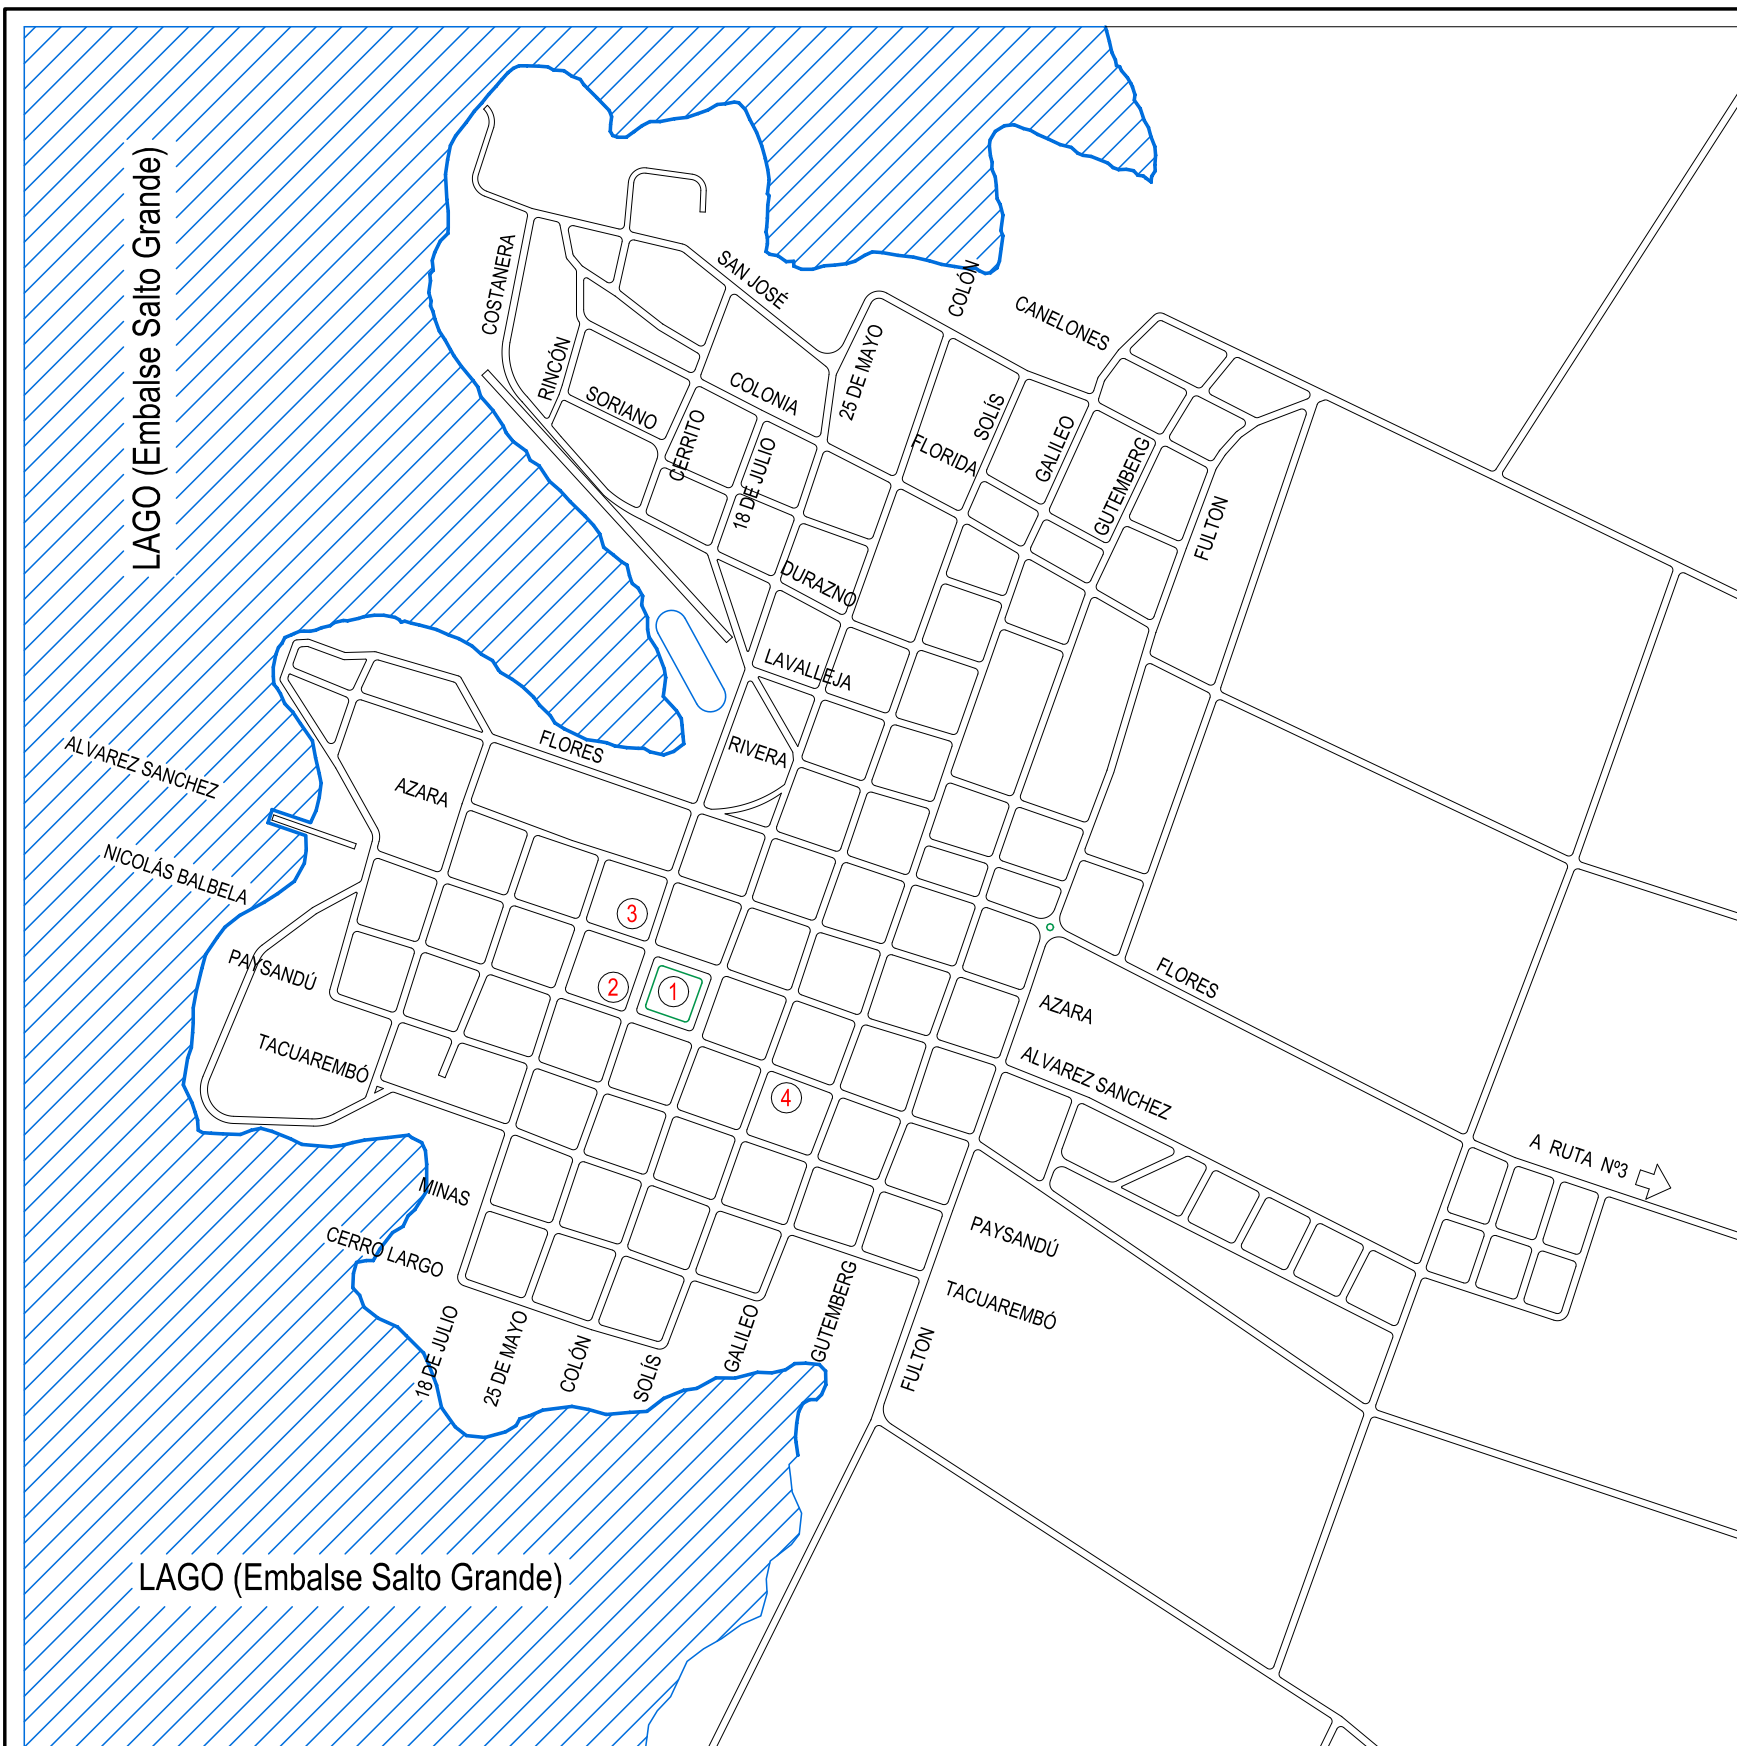 LAGO (Embalse Salto Grande)
COSTANERA
SAN JOSÉ
COLÓN
CANELONES
RINCÓN
SORIANO
COLONIA
25 DE MAYO
CERRITO
18 DE JULIO
FLORIDA
SOLÍS
GALILEO
GUTEMBERG
FULTON
DURAZNO
LAVALLEJA
RIVERA
FLORES
ALVAREZ SANCHEZ
AZARA
NICOLÁS BALBELA
3
PAYSANDÚ
2
1
FLORES
AZARA
TACUAREMBÓ
ALVAREZ SANCHEZ
4
A RUTA Nº3
MINAS
PAYSANDÚ
CERRO LARGO
TACUAREMBÓ
18 DE JULIO
25 DE MAYO
COLÓN
SOLÍS
GALILEO
GUTEMBERG
FULTON
LAGO (Embalse Salto Grande)